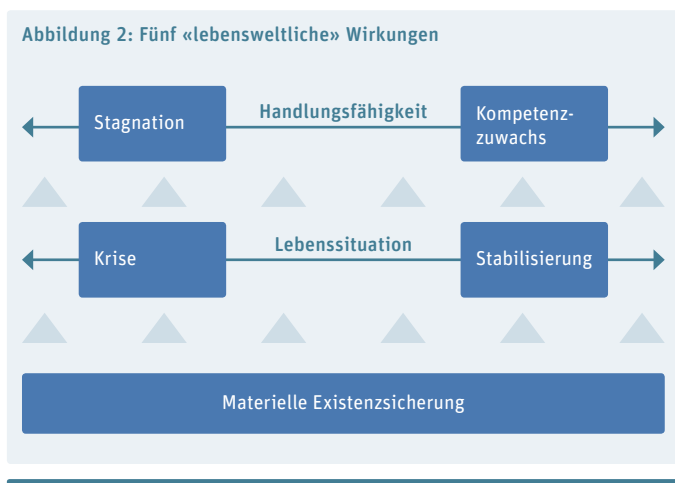 Abbildung 2: Fünf «lebensweltliche» Wirkungen
Stagnation
Handlungsfähigkeit
Kompetenz-
zuwachs
Krise
Lebenssituation
Stabilisierung
Materielle Existenzsicherung